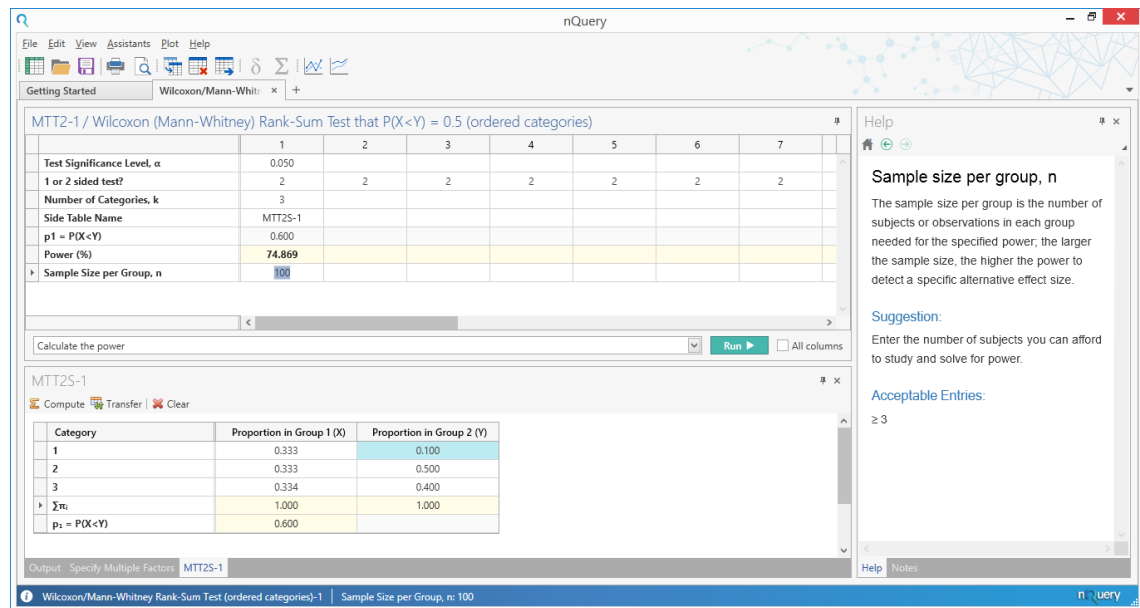 nQuery
File Edit View Assistants Plot Help
Getting Started Wilcoxon/Mann-Whitn × +
MTT2-1 / Wilcoxon (Mann-Whitney) Rank-Sum Test that P(X<Y) = 0.5 (ordered categories)
1 2 3 4 5 6 7
Test Significance Level, α 0.050
1 or 2 sided test? 2 2 2 2 2 2 2
Number of Categories, k 3
Side Table Name MTT2S-1
p1 = P(X<Y) 0.600
Power (%) 74.869
Sample Size per Group, n 100
Calculate the power Run All columns
MTT2S-1
Compute Transfer | Clear
Category Proportion in Group 1 (X) Proportion in Group 2 (Y)
1 0.333 0.100
2 0.333 0.500
3 0.334 0.400
∑πᵢ 1.000 1.000
p₁ = P(X<Y) 0.600
Output Specify Multiple Factors MTT2S-1
Help
Sample size per group, n
The sample size per group is the number of
subjects or observations in each group
needed for the specified power; the larger
the sample size, the higher the power to
detect a specific alternative effect size.
Suggestion:
Enter the number of subjects you can afford
to study and solve for power.
Acceptable Entries:
≥ 3
Help Notes
Wilcoxon/Mann-Whitney Rank-Sum Test (ordered categories)-1 | Sample Size per Group, n: 100
nQuery